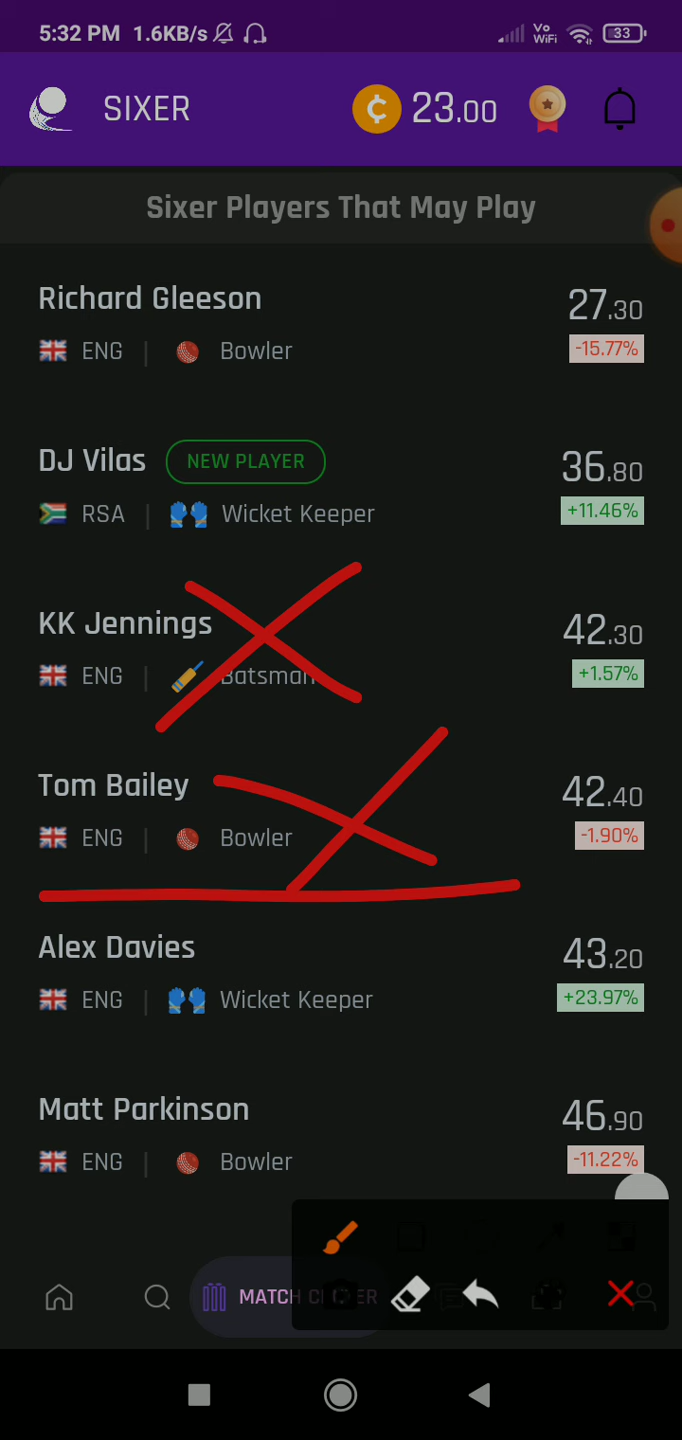 5:32 PM 1.6KB/s Vo WiFi 33
SIXER ¢ 23.00
Sixer Players That May Play
Richard Gleeson 27.30
ENG | Bowler -15.77%
DJ Vilas NEW PLAYER 36.80
RSA | Wicket Keeper +11.46%
KK Jennings 42.30
ENG | Batsman +1.57%
Tom Bailey 42.40
ENG | Bowler -1.90%
Alex Davies 43.20
ENG | Wicket Keeper +23.97%
Matt Parkinson 46.90
ENG | Bowler -11.22%
MATCH